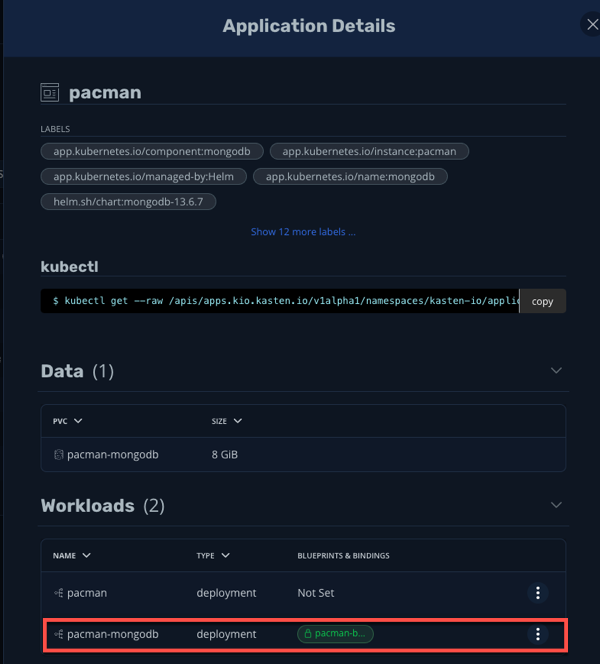 Application Details
pacman
LABELS
app.kubernetes.io/component:mongodb app.kubernetes.io/instance:pacman
app.kubernetes.io/managed-by:Helm app.kubernetes.io/name:mongodb
helm.sh/chart:mongodb-13.6.7
Show 12 more labels ...
kubectl
$ kubectl get --raw /apis/apps.kio.kasten.io/v1alpha1/namespaces/kasten-io/applic copy
Data (1)
PVC SIZE
pacman-mongodb 8 GiB
Workloads (2)
NAME TYPE BLUEPRINTS & BINDINGS
pacman deployment Not Set
pacman-mongodb deployment pacman-b...